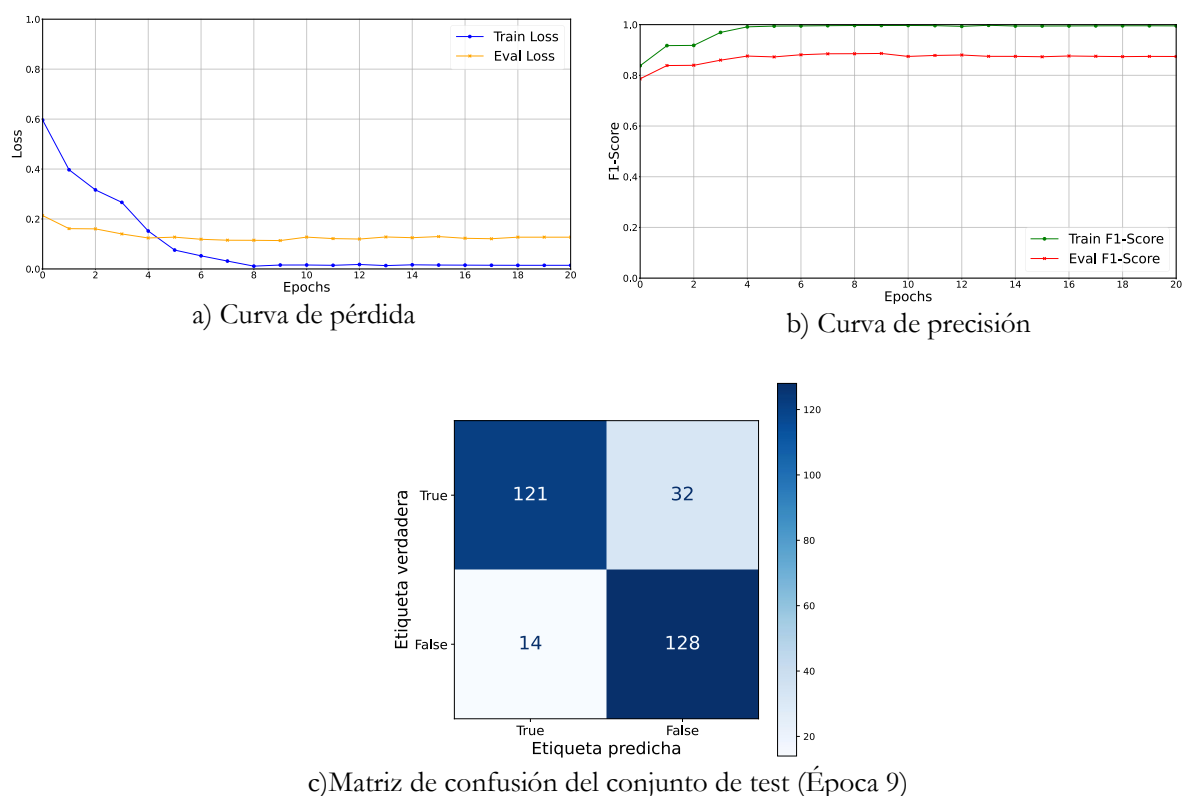 1.0
0.8
0.6
0.4
0.2
0.0
Loss
Train Loss
Eval Loss
0 2 4 6 8 10 12 14 16 18 20
Epochs
a) Curva de pérdida
1.0
0.8
0.6
0.4
0.2
0.0
F1-Score
Train F1-Score
Eval F1-Score
0 2 4 6 8 10 12 14 16 18 20
Epochs
b) Curva de precisión
Etiqueta verdadera
True
121 32
False
14 128
True False
Etiqueta predicha
120
100
80
60
40
20
c)Matriz de confusión del conjunto de test (Época 9)